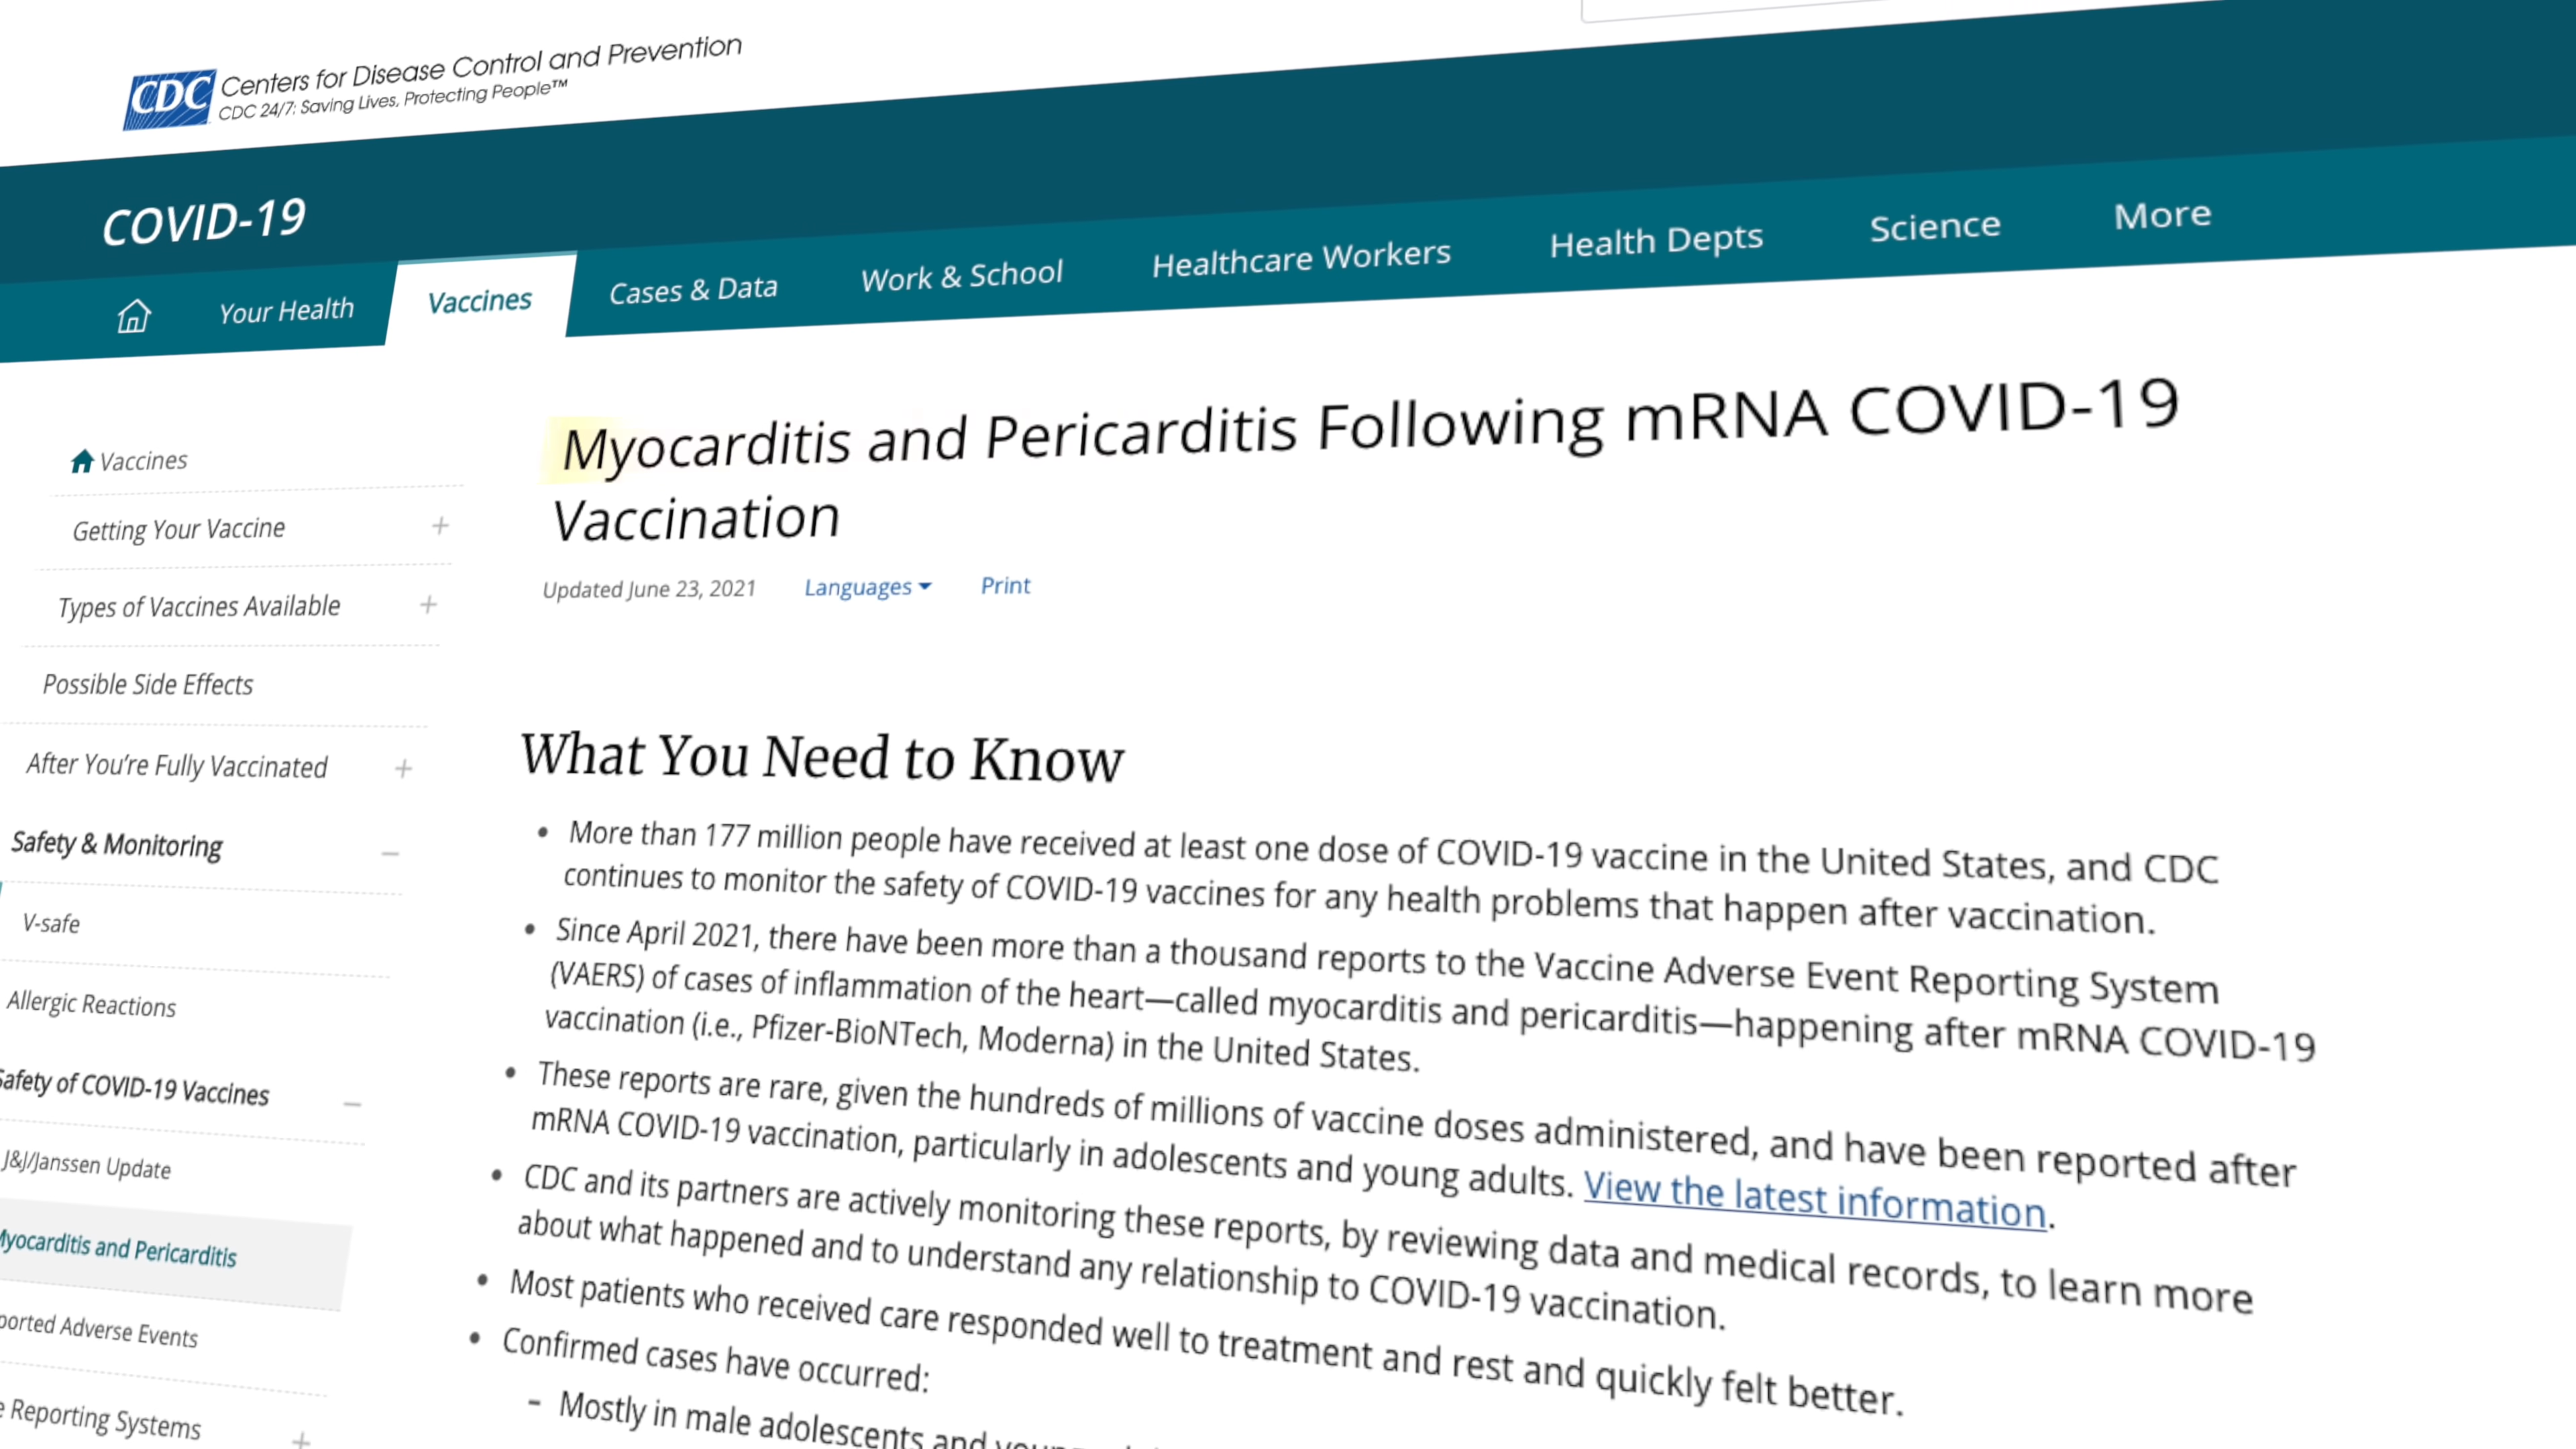 CDC Centers for Disease Control and Prevention
CDC 24/7: Saving Lives, Protecting People™
COVID-19
Your Health Vaccines Cases & Data Work & School Healthcare Workers Health Depts Science More
Vaccines
Getting Your Vaccine +
Types of Vaccines Available +
Possible Side Effects
After You’re Fully Vaccinated +
Safety & Monitoring −
V-safe
Allergic Reactions
Safety of COVID-19 Vaccines −
J&J/Janssen Update
Myocarditis and Pericarditis
ported Adverse Events
e Reporting Systems +
Myocarditis and Pericarditis Following mRNA COVID-19
Vaccination
Updated June 23, 2021 Languages Print
What You Need to Know
• More than 177 million people have received at least one dose of COVID-19 vaccine in the United States, and CDC
continues to monitor the safety of COVID-19 vaccines for any health problems that happen after vaccination.
• Since April 2021, there have been more than a thousand reports to the Vaccine Adverse Event Reporting System
(VAERS) of cases of inflammation of the heart—called myocarditis and pericarditis—happening after mRNA COVID-19
vaccination (i.e., Pfizer-BioNTech, Moderna) in the United States.
• These reports are rare, given the hundreds of millions of vaccine doses administered, and have been reported after
mRNA COVID-19 vaccination, particularly in adolescents and young adults. View the latest information.
• CDC and its partners are actively monitoring these reports, by reviewing data and medical records, to learn more
about what happened and to understand any relationship to COVID-19 vaccination.
• Most patients who received care responded well to treatment and rest and quickly felt better.
• Confirmed cases have occurred:
– Mostly in male adolescents and young